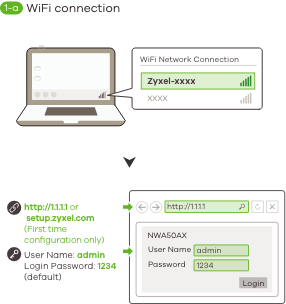 1-a WiFi connection
WiFi Network Connection
Zyxel-xxxx
XXXX
http://1.1.1.1 or
setup.zyxel.com
(First time
configuration only)
User Name: admin
Login Password: 1234
(default)
http://1.1.1.1
NWA50AX
User Name admin
Password 1234
Login